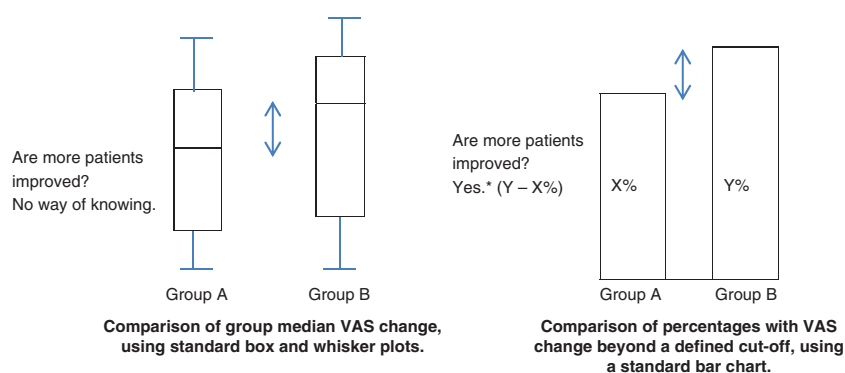 Are more patients
improved?
No way of knowing.
Group A
Group B
Comparison of group median VAS change,
using standard box and whisker plots.
Are more patients
improved?
Yes.* (Y – X%)
X%
Y%
Group A
Group B
Comparison of percentages with VAS
change beyond a defined cut-off, using
a standard bar chart.